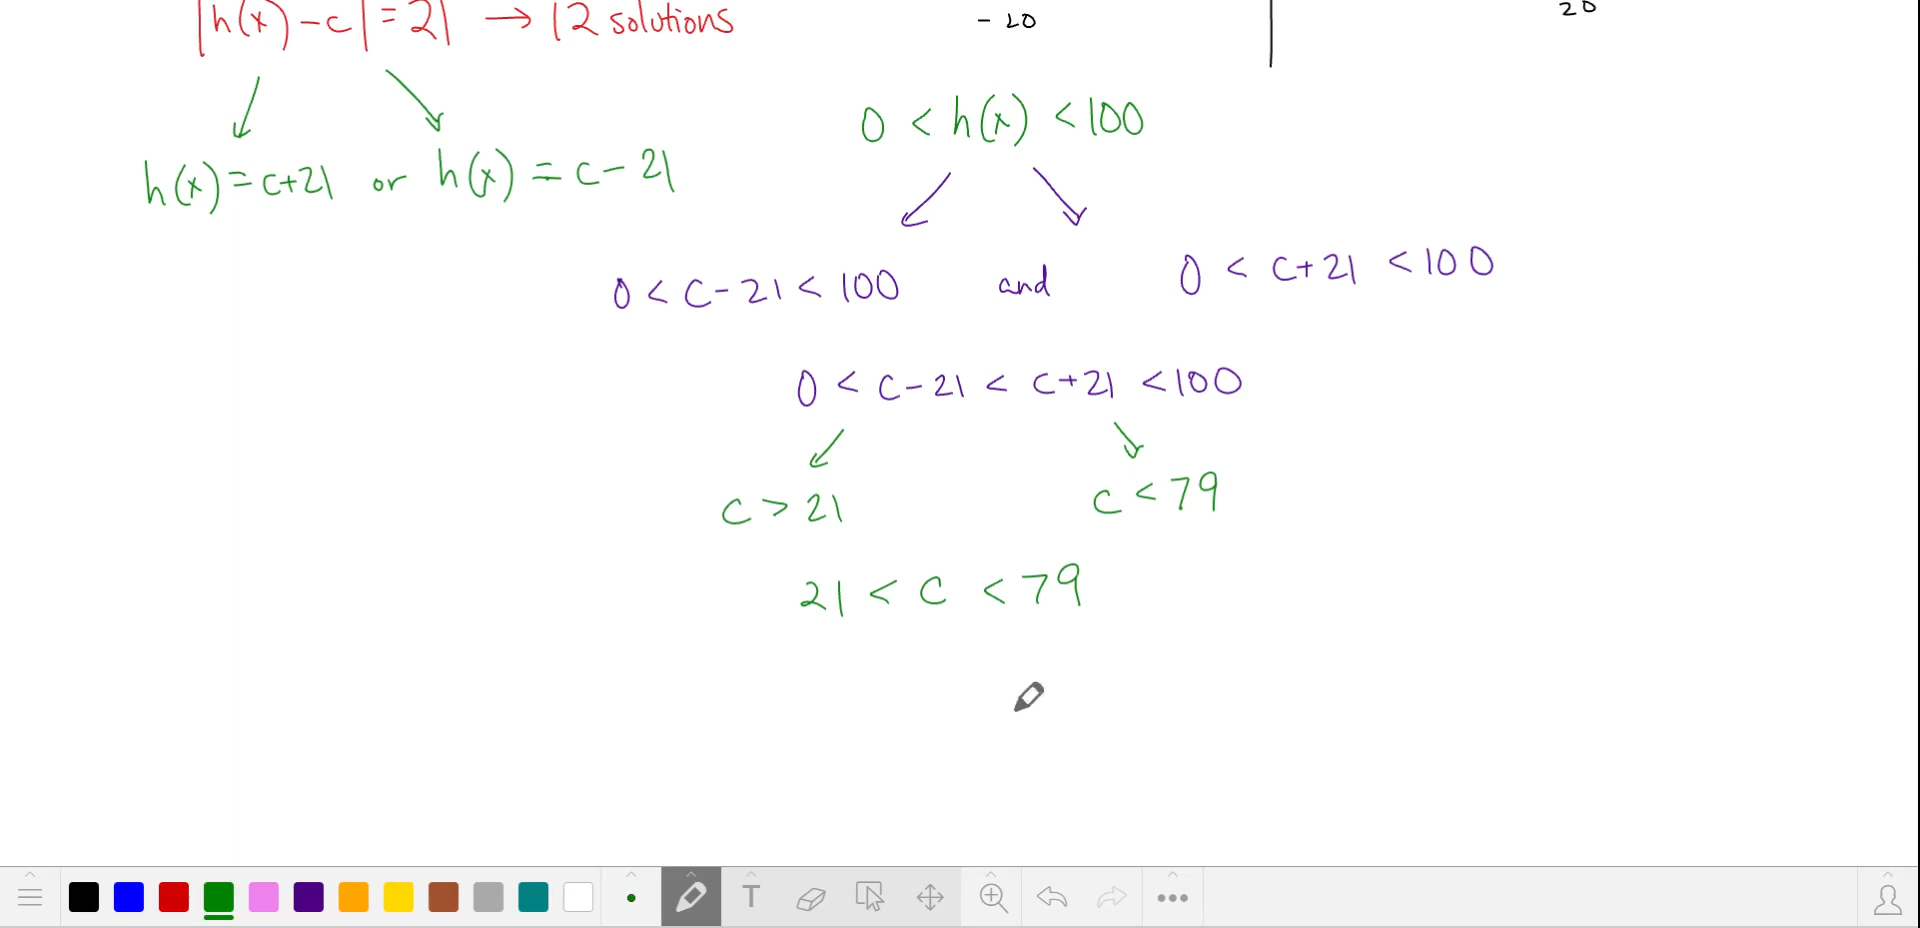 |h(x) - c| = 21 → 12 solutions
- 20
20
0 < h(x) < 100
h(x) = c+21 or h(x) = c - 21
0 < c - 21 < 100 and 0 < c + 21 < 100
0 < c - 21 < c + 21 < 100
c > 21 c < 79
21 < c < 79
T